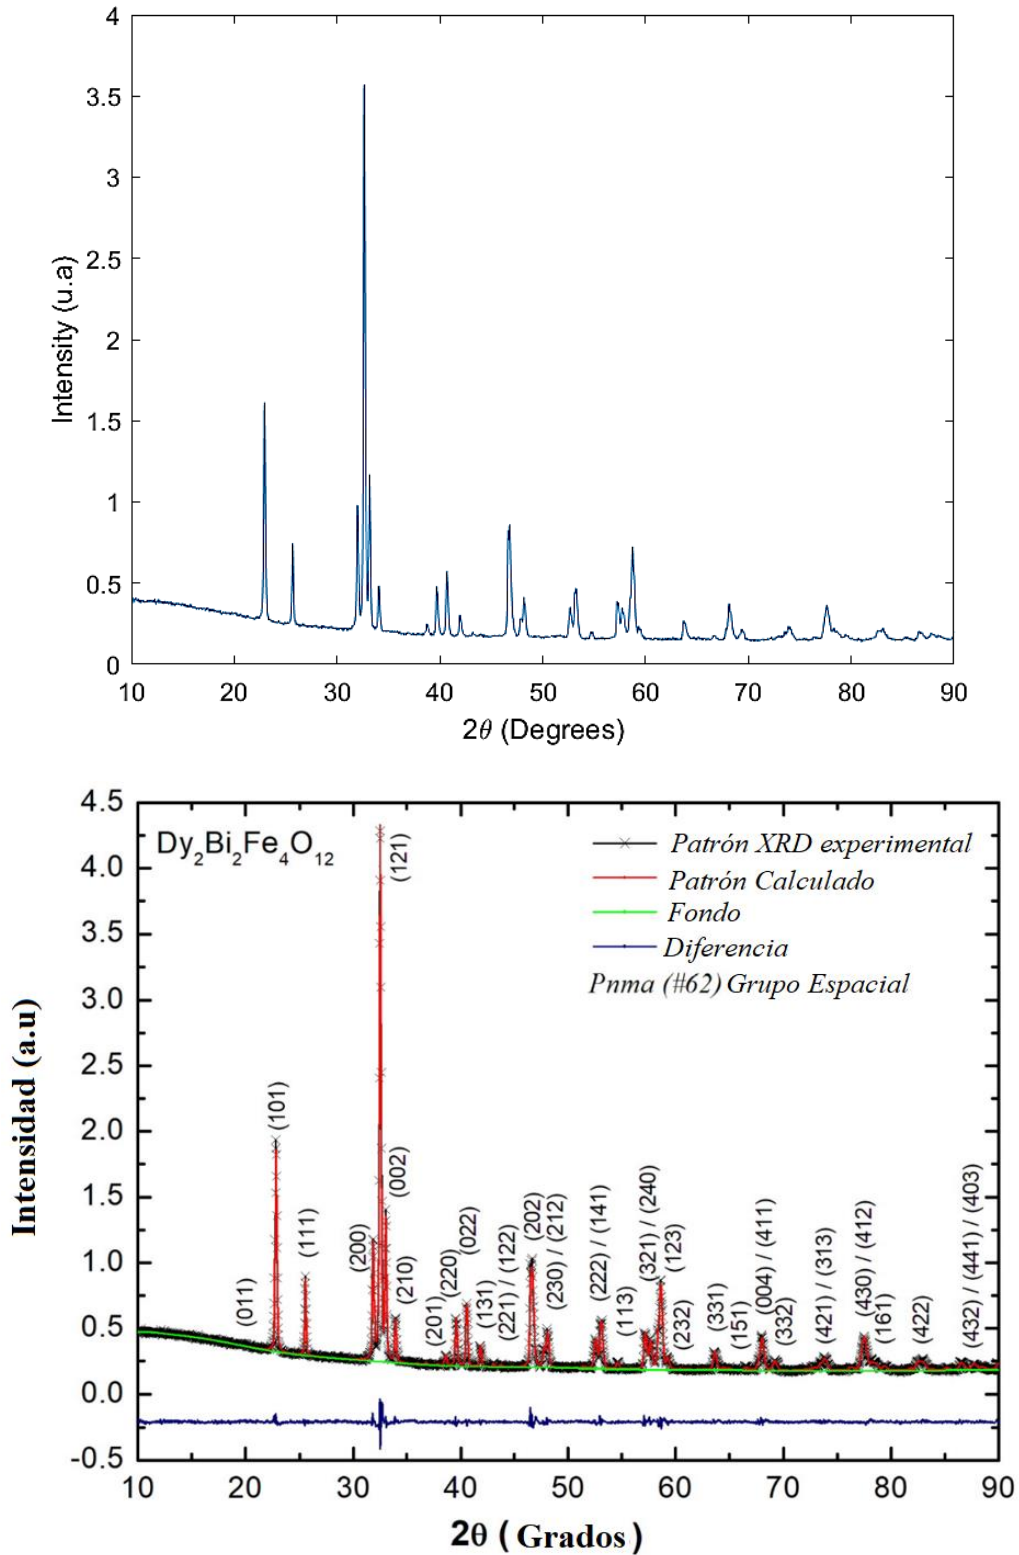 4
3.5
3
2.5
2
1.5
1
0.5
0
Intensity (u.a)
10 20 30 40 50 60 70 80 90
2θ (Degrees)
4.5
4.0
3.5
3.0
2.5
2.0
1.5
1.0
0.5
0.0
-0.5
Intensidad (a.u)
Dy2Bi2Fe4O12
Patrón XRD experimental
Patrón Calculado
Fondo
Diferencia
Pnma (#62) Grupo Espacial
(011)
(101)
(111)
(200)
(121)
(002)
(210)
(201)
(220)
(022)
(131)
(221) / (122)
(202)
(230) / (212)
(222) / (141)
(113)
(321) / (240)
(123)
(232)
(331)
(151)
(004) / (411)
(332)
(421) / (313)
(430) / (412)
(161)
(422)
(432) / (441) / (403)
10 20 30 40 50 60 70 80 90
2θ ( Grados)